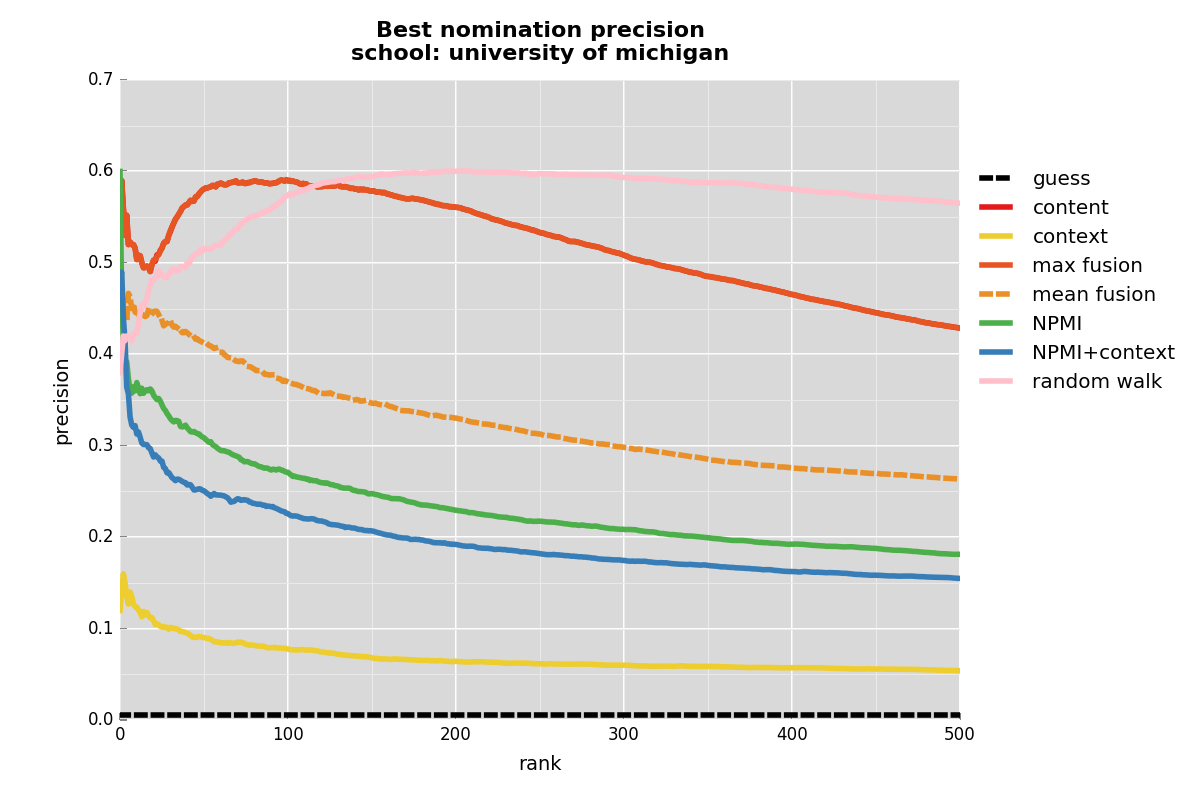 Best nomination precision
school: university of michigan
precision
0.7
0.6
0.5
0.4
0.3
0.2
0.1
0.0
0 100 200 300 400 500
rank
guess
content
context
max fusion
mean fusion
NPMI
NPMI+context
random walk